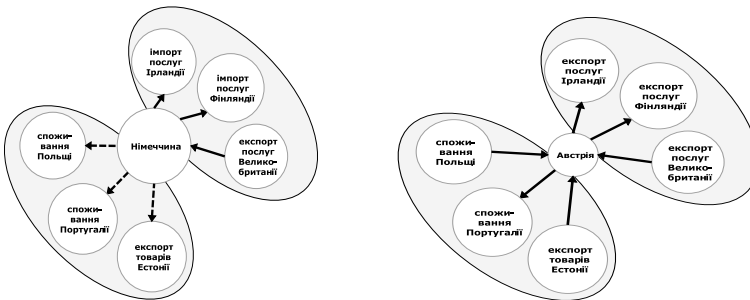 імпорт
послуг
Ірландії
імпорт
послуг
Фінляндії
спожи–
вання
Польщі
Німеччина
експорт
послуг
Велико–
британії
спожи–
вання
Португалії
експорт
товарів
Естонії
експорт
послуг
Ірландії
експорт
послуг
Фінляндії
спожи–
вання
Польщі
Австрія
експорт
послуг
Велико–
британії
спожи–
вання
Португалії
експорт
товарів
Естонії